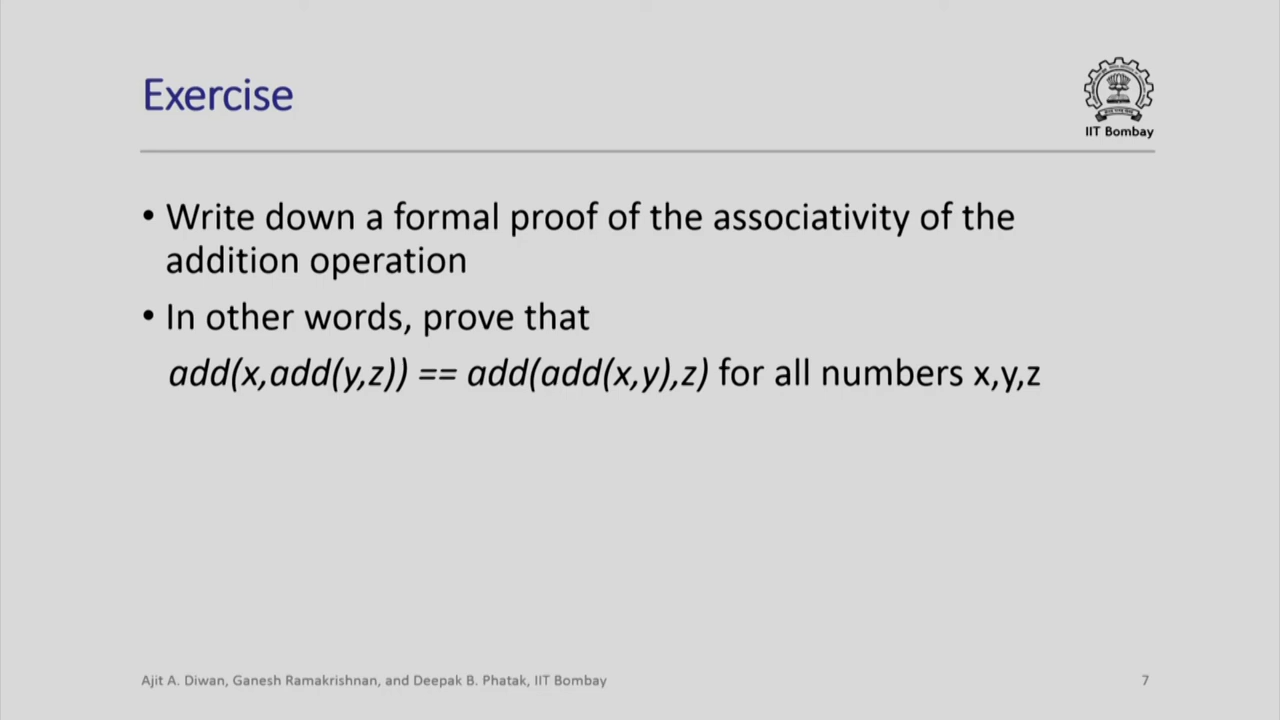 Exercise
IIT Bombay
• Write down a formal proof of the associativity of the
addition operation
• In other words, prove that
add(x,add(y,z)) == add(add(x,y),z) for all numbers x,y,z
Ajit A. Diwan, Ganesh Ramakrishnan, and Deepak B. Phatak, IIT Bombay
7